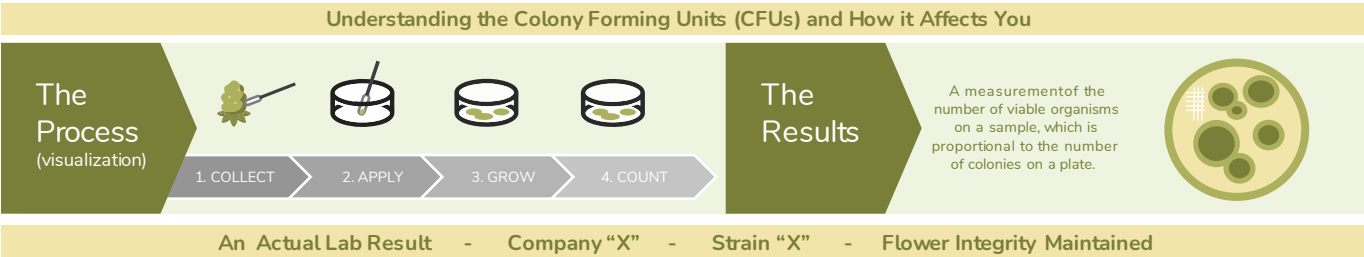 Understanding the Colony Forming Units (CFUs) and How it Affects You
The
Process
(visualization)
1. COLLECT
2. APPLY
3. GROW
4. COUNT
The
Results
A measurement of the
number of viable organisms
on a sample, which is
proportional to the number
of colonies on a plate.
An Actual Lab Result - Company “X” - Strain “X” - Flower Integrity Maintained